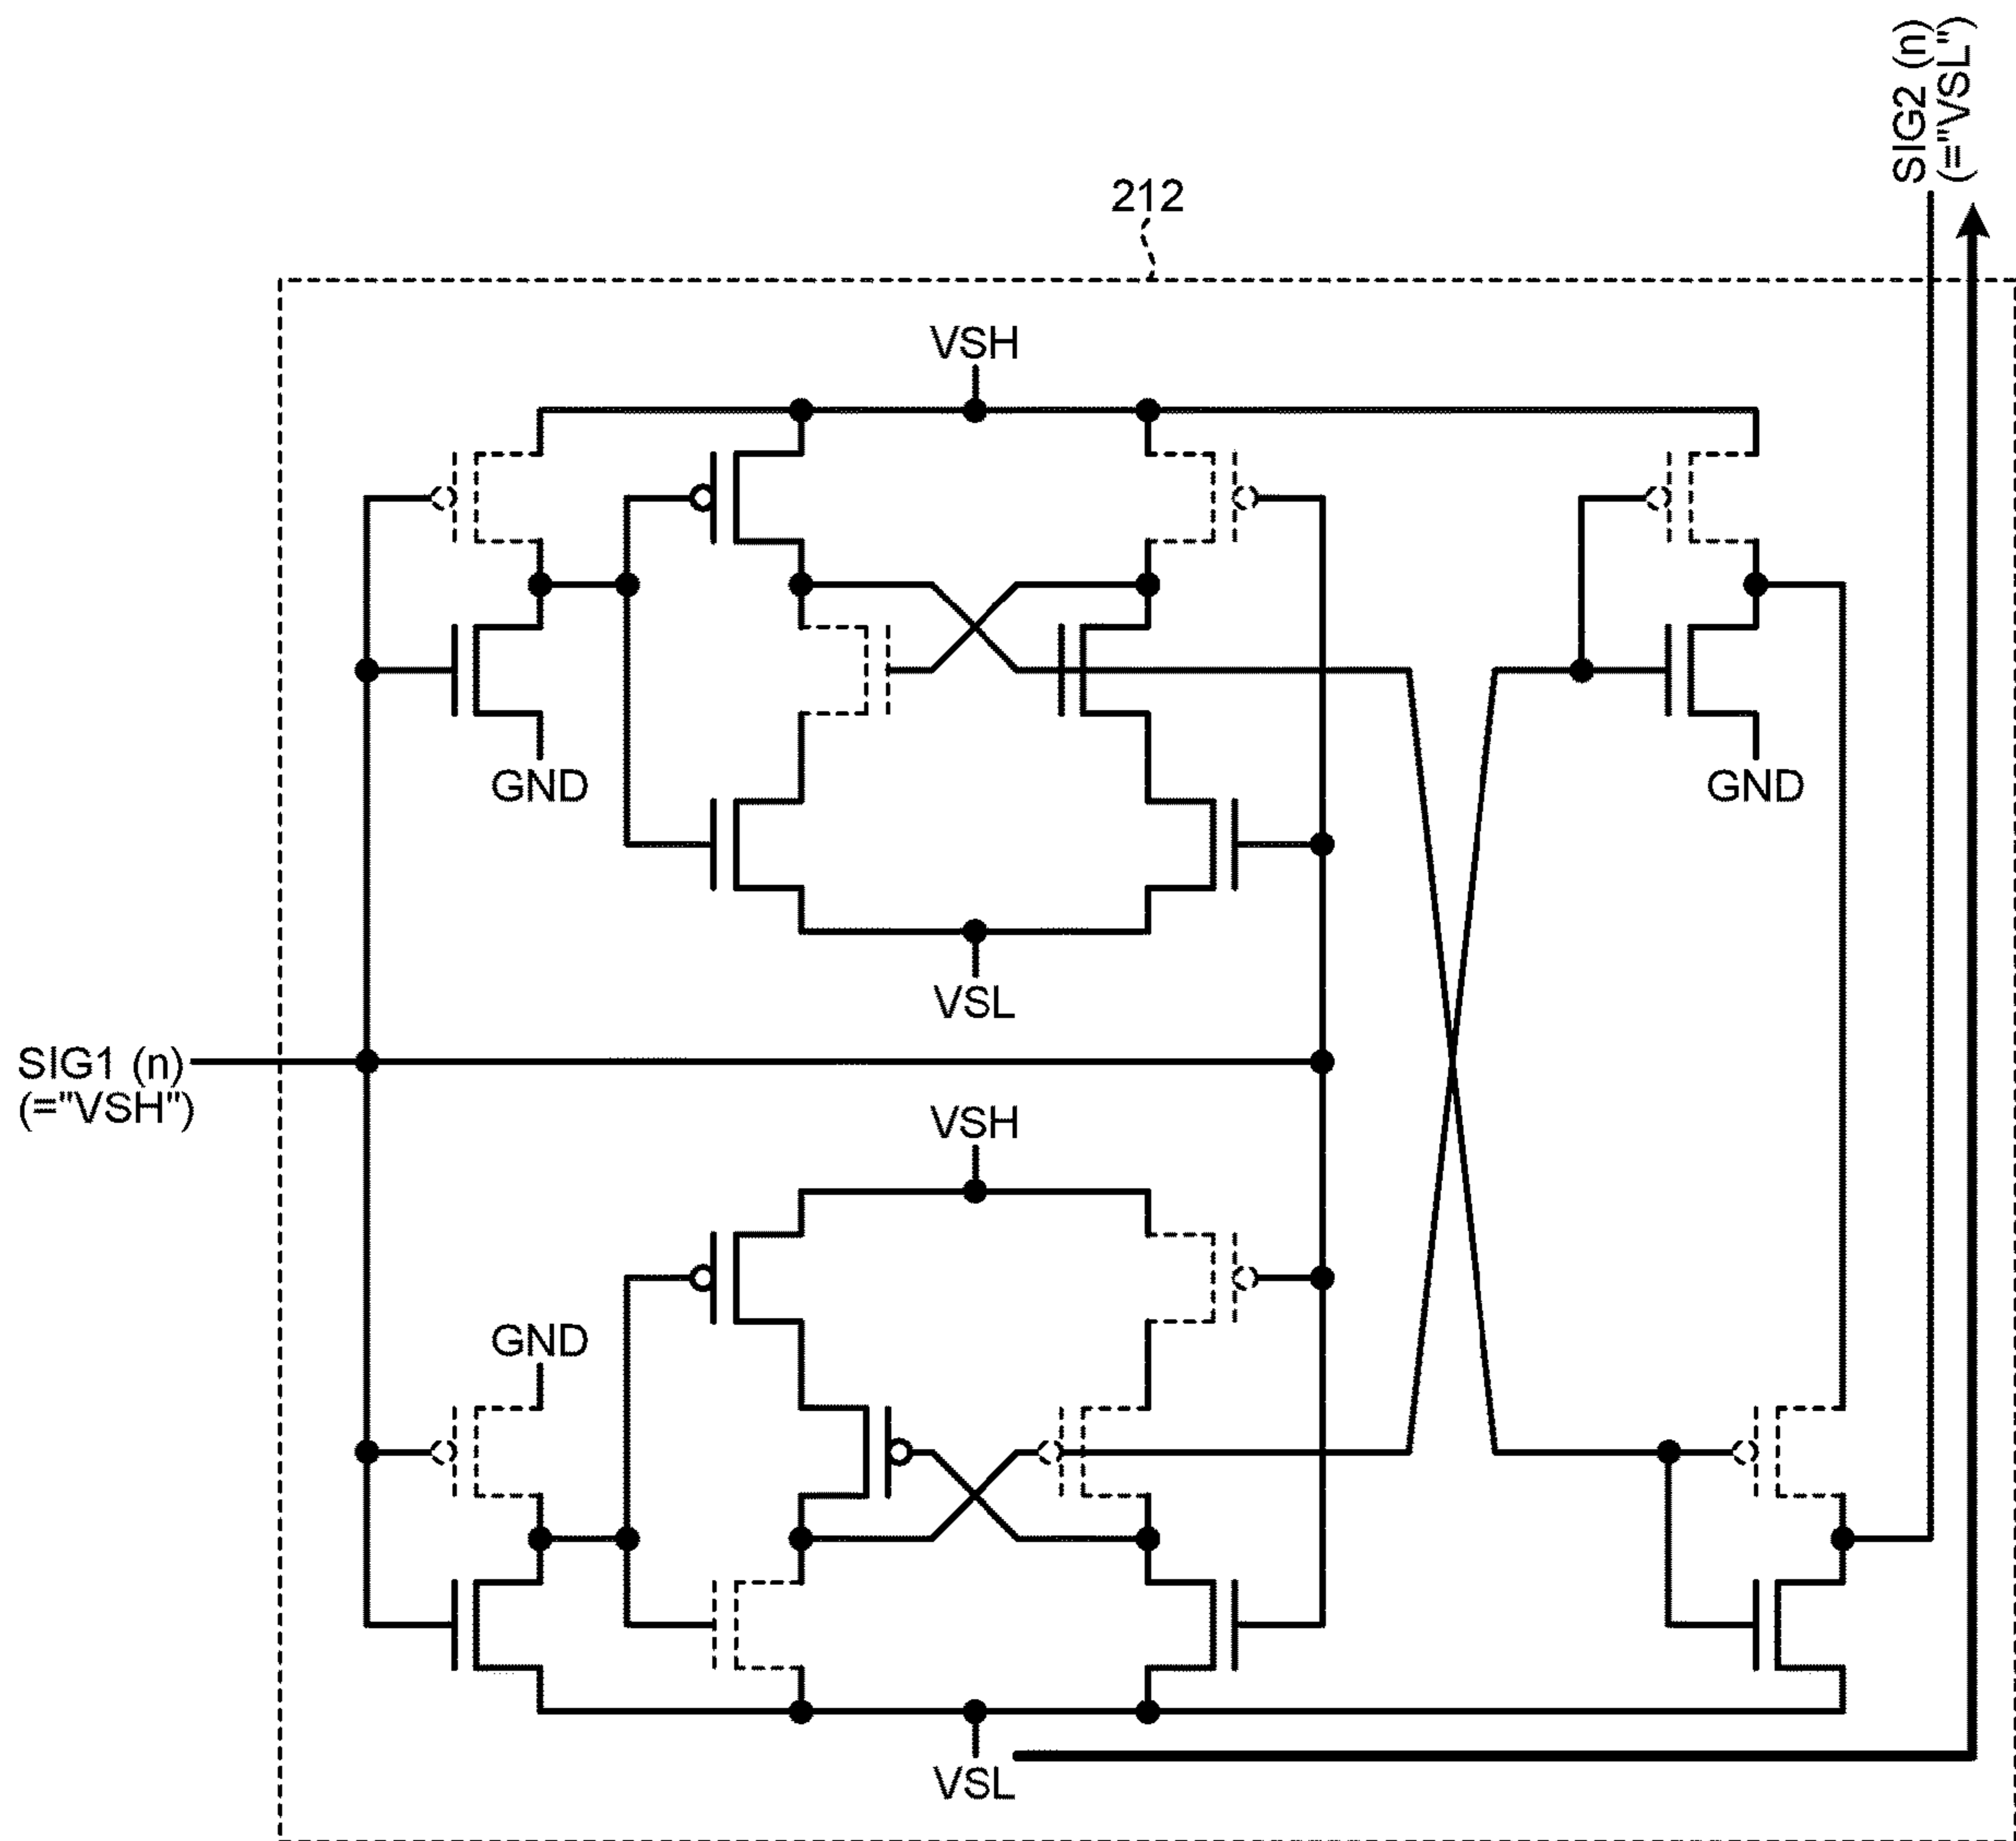 SIG2 (n)
(="VSL")
212
VSH
GND
GND
VSL
SIG1 (n)
(="VSH")
VSH
GND
VSL